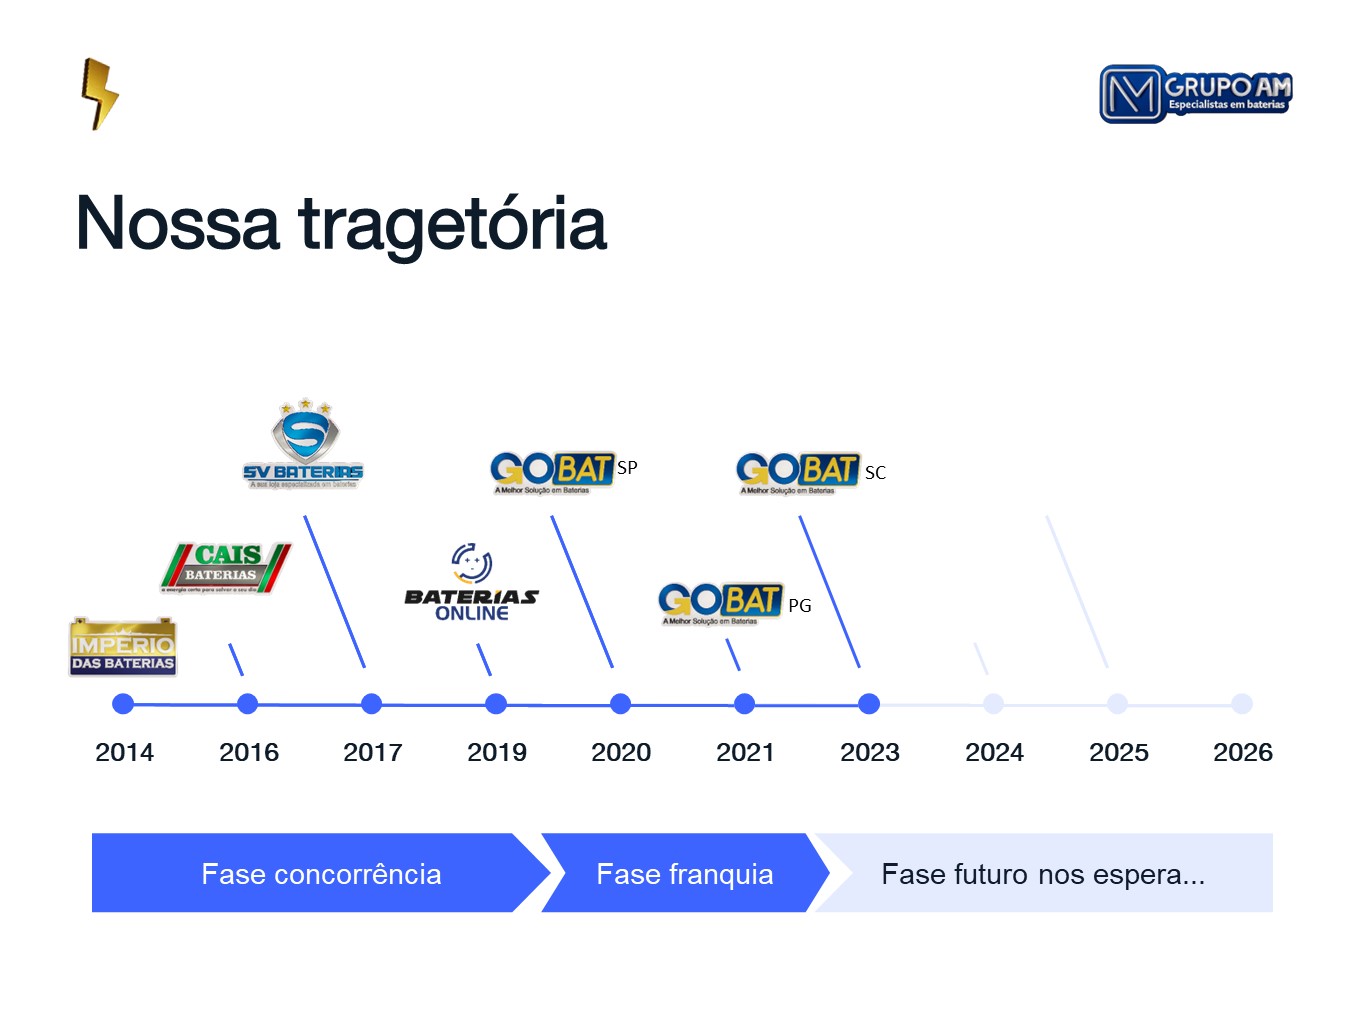 GRUPO AM
Especialistas em baterias
Nossa tragetória
SV BATERIAS
A sua loja especializada em baterias
GOBAT SP
A Melhor Solução em Baterias
GOBAT SC
A Melhor Solução em Baterias
CAIS
BATERIAS
a energia certa para salvar o seu dia
BATERIAS
ONLINE
GOBAT PG
A Melhor Solução em Baterias
IMPERIO
DAS BATERIAS
2014 2016 2017 2019 2020 2021 2023 2024 2025 2026
Fase concorrência Fase franquia Fase futuro nos espera...